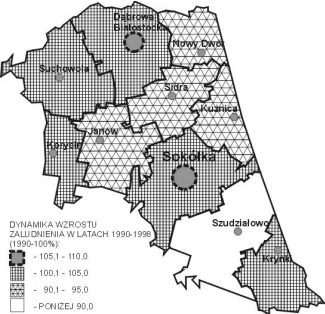 Dąbrowa
Białostocka
Nowy Dwór
Suchowola
Sidra
Kuźnica
Janów
Korycin
Sokółka
Szudziałowo
Krynki
DYNAMIKA WZROSTU
ZALUDNIENIA W LATACH 1990-1998
(1990-100%):
- 105,1 - 110,0
- 100,1 - 105,0
- 90,1 - 95,0
- PONIŻEJ 90,0